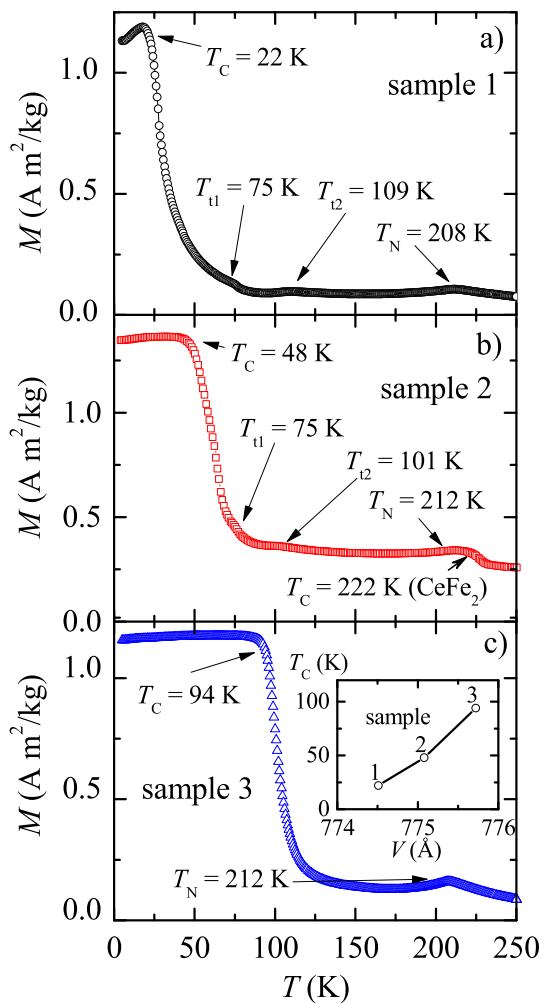 a)
T_C = 22 K
sample 1
T_t1 = 75 K
T_t2 = 109 K
T_N = 208 K
M (A m²/kg)
1.0
0.5
0.0
b)
T_C = 48 K
sample 2
T_t1 = 75 K
T_t2 = 101 K
T_N = 212 K
T_C = 222 K (CeFe₂)
M (A m²/kg)
1.0
0.5
0.0
c)
T_C = 94 K
sample 3
T_N = 212 K
M (A m²/kg)
1.0
0.5
0.0
T_C (K)
100
50
0
sample
1
2
3
774 775 776
V (Å)
0 50 100 150 200 250
T (K)